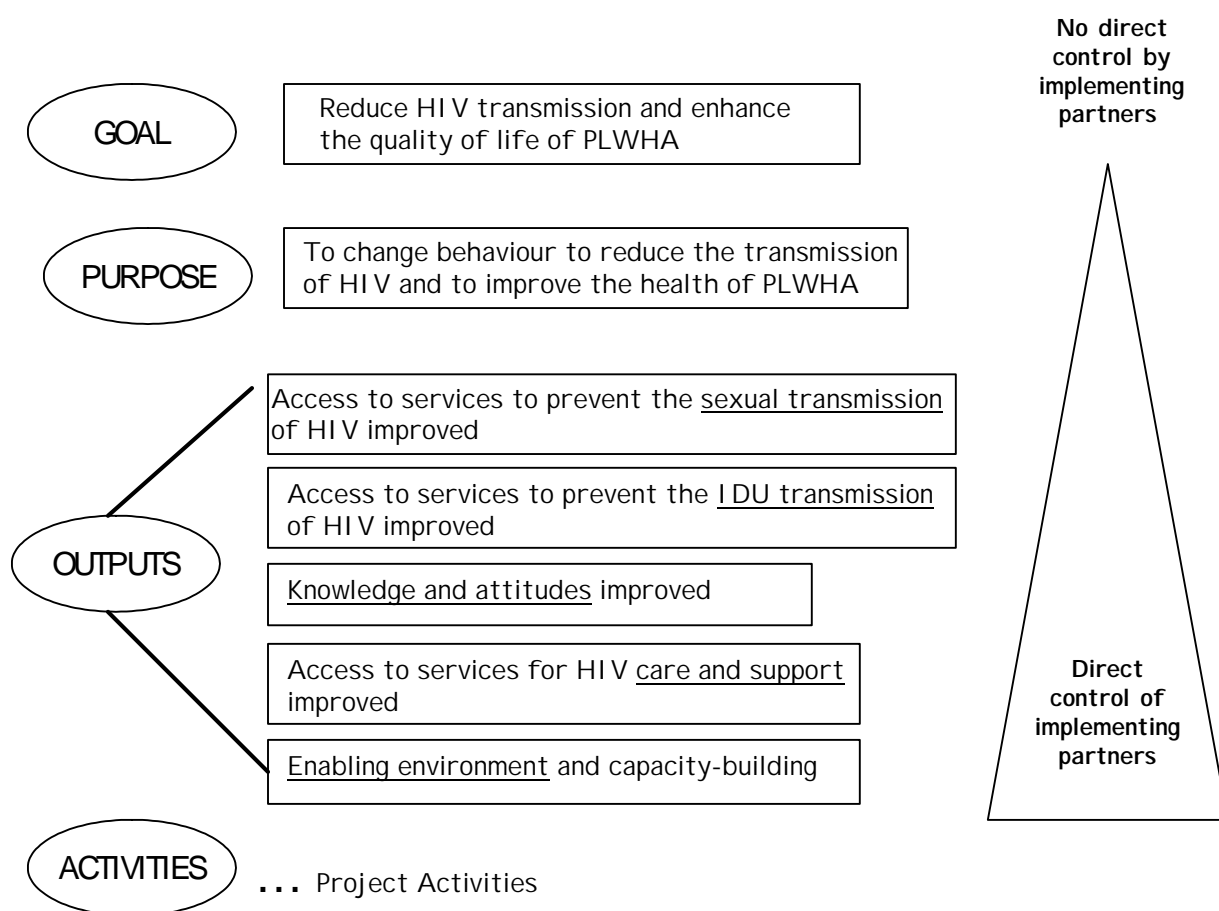 No direct
control by
implementing
partners
GOAL
Reduce HIV transmission and enhance
the quality of life of PLWHA
PURPOSE
To change behaviour to reduce the transmission
of HIV and to improve the health of PLWHA
OUTPUTS
Access to services to prevent the sexual transmission
of HIV improved
Access to services to prevent the IDU transmission
of HIV improved
Knowledge and attitudes improved
Access to services for HIV care and support
improved
Enabling environment and capacity-building
Direct
control of
implementing
partners
ACTIVITIES
... Project Activities